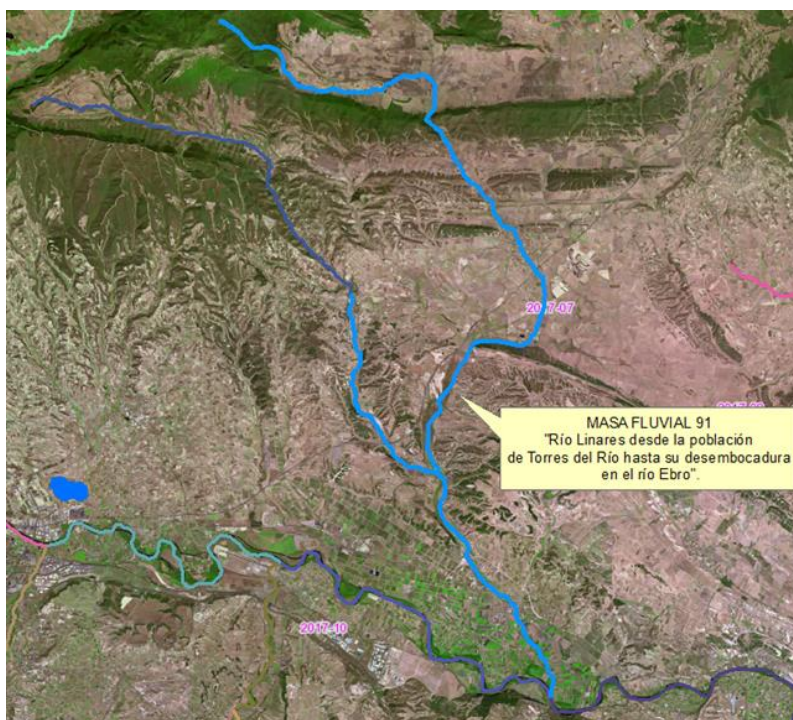 2017-07
MASA FLUVIAL 91
"Río Linares desde la población
de Torres del Río hasta su desembocadura
en el río Ebro".
2017-10